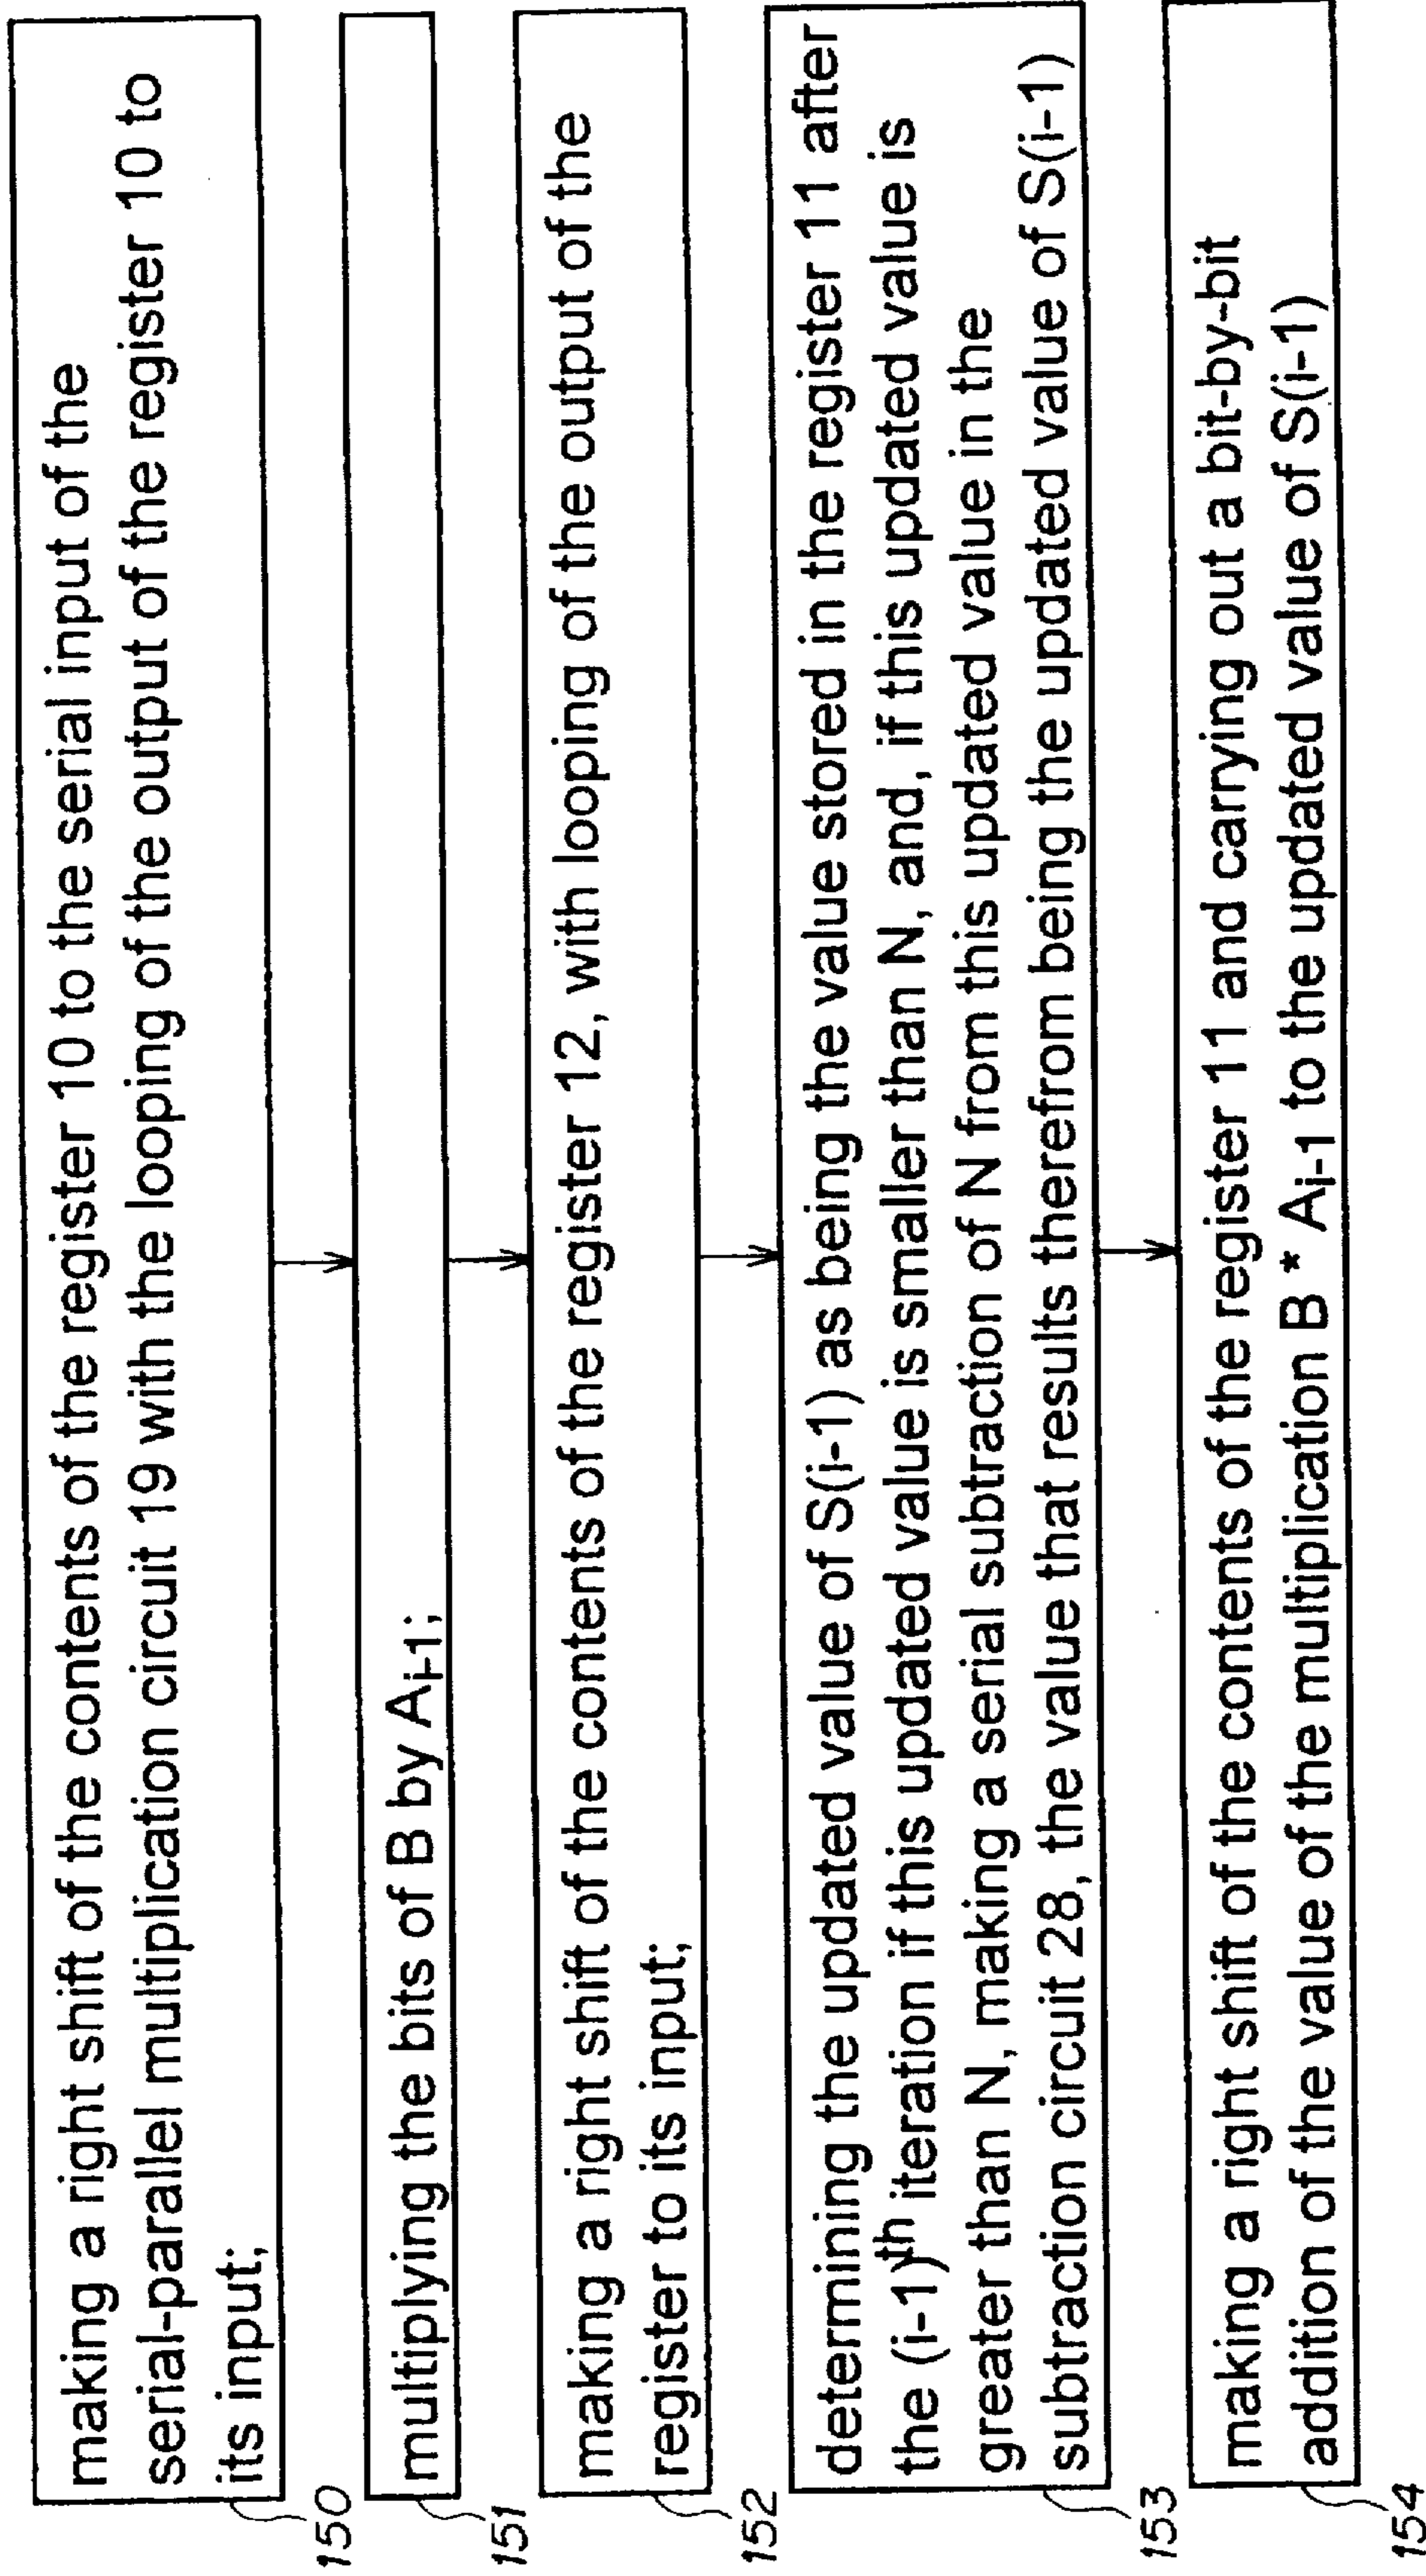 making a right shift of the contents of the register 10 to the serial input of the
serial-parallel multiplication circuit 19 with the looping of the output of the register 10 to
its input;
150
multiplying the bits of B by Ai-1;
151
making a right shift of the contents of the register 12, with looping of the output of the
register to its input;
152
determining the updated value of S(i-1) as being the value stored in the register 11 after
the (i-1)th iteration if this updated value is smaller than N, and, if this updated value is
greater than N, making a serial subtraction of N from this updated value in the
subtraction circuit 28, the value that results therefrom being the updated value of S(i-1)
153
making a right shift of the contents of the register 11 and carrying out a bit-by-bit
addition of the value of the multiplication B * Ai-1 to the updated value of S(i-1)
154